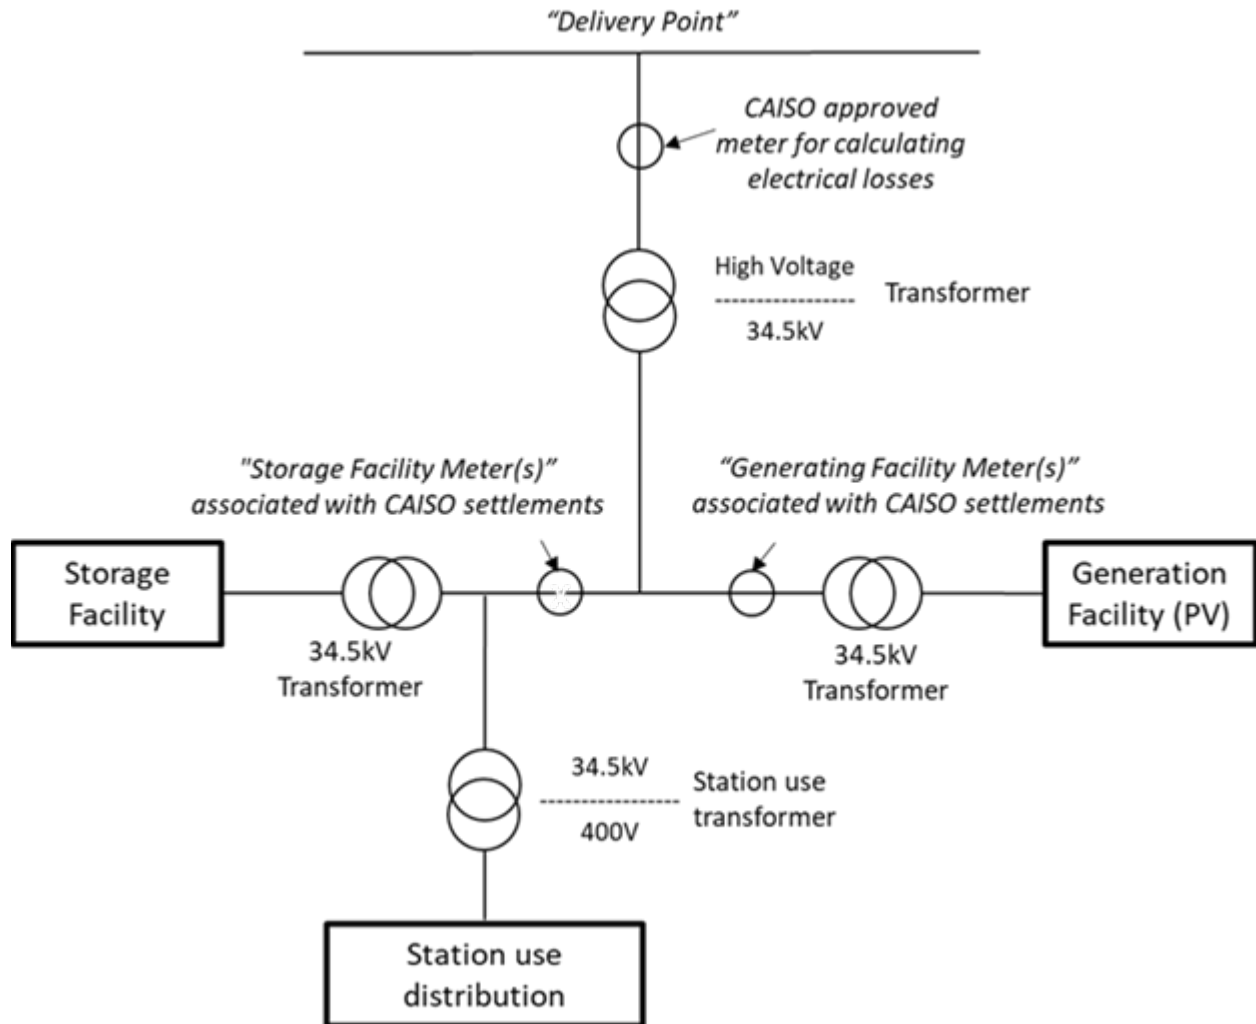 “Delivery Point”
CAISO approved
meter for calculating
electrical losses
High Voltage
--------------------
34.5kV
Transformer
"Storage Facility Meter(s)”
associated with CAISO settlements
“Generating Facility Meter(s)”
associated with CAISO settlements
Storage
Facility
34.5kV
Transformer
34.5kV
Transformer
Generation
Facility (PV)
34.5kV
--------------------
400V
Station use
transformer
Station use
distribution